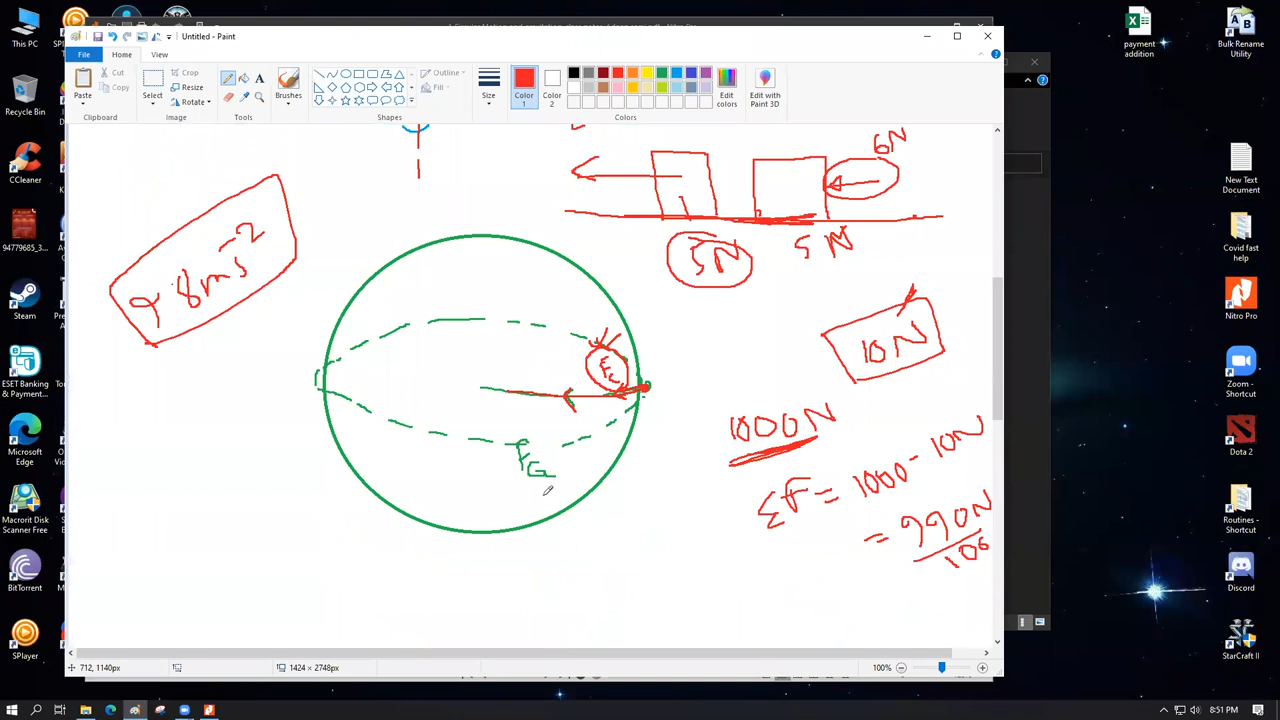 This PC
Recycle Bin
CCleaner
94779685_3...
Steam
ESET Banking & Payment...
Macrorit Disk Scanner Free
BitTorrent
SPlayer
Untitled - Paint
File
Home
View
Paste
Cut
Copy
Clipboard
Select
Crop
Resize
Rotate
Image
Tools
Brushes
Shapes
Outline
Fill
Size
Color 1
Color 2
Edit colors
Edit with Paint 3D
Colors
6N
5N
5N
9.8ms-2
10N
Fc
FG
1000N
ΣF = 1000 - 10N
= 990N
712, 1140px
1424 × 2748px
100%
payment addition
Bulk Rename Utility
New Text Document
Covid fast help
Nitro Pro
Zoom - Shortcut
Dota 2
Routines - Shortcut
Discord
StarCraft II
8:51 PM